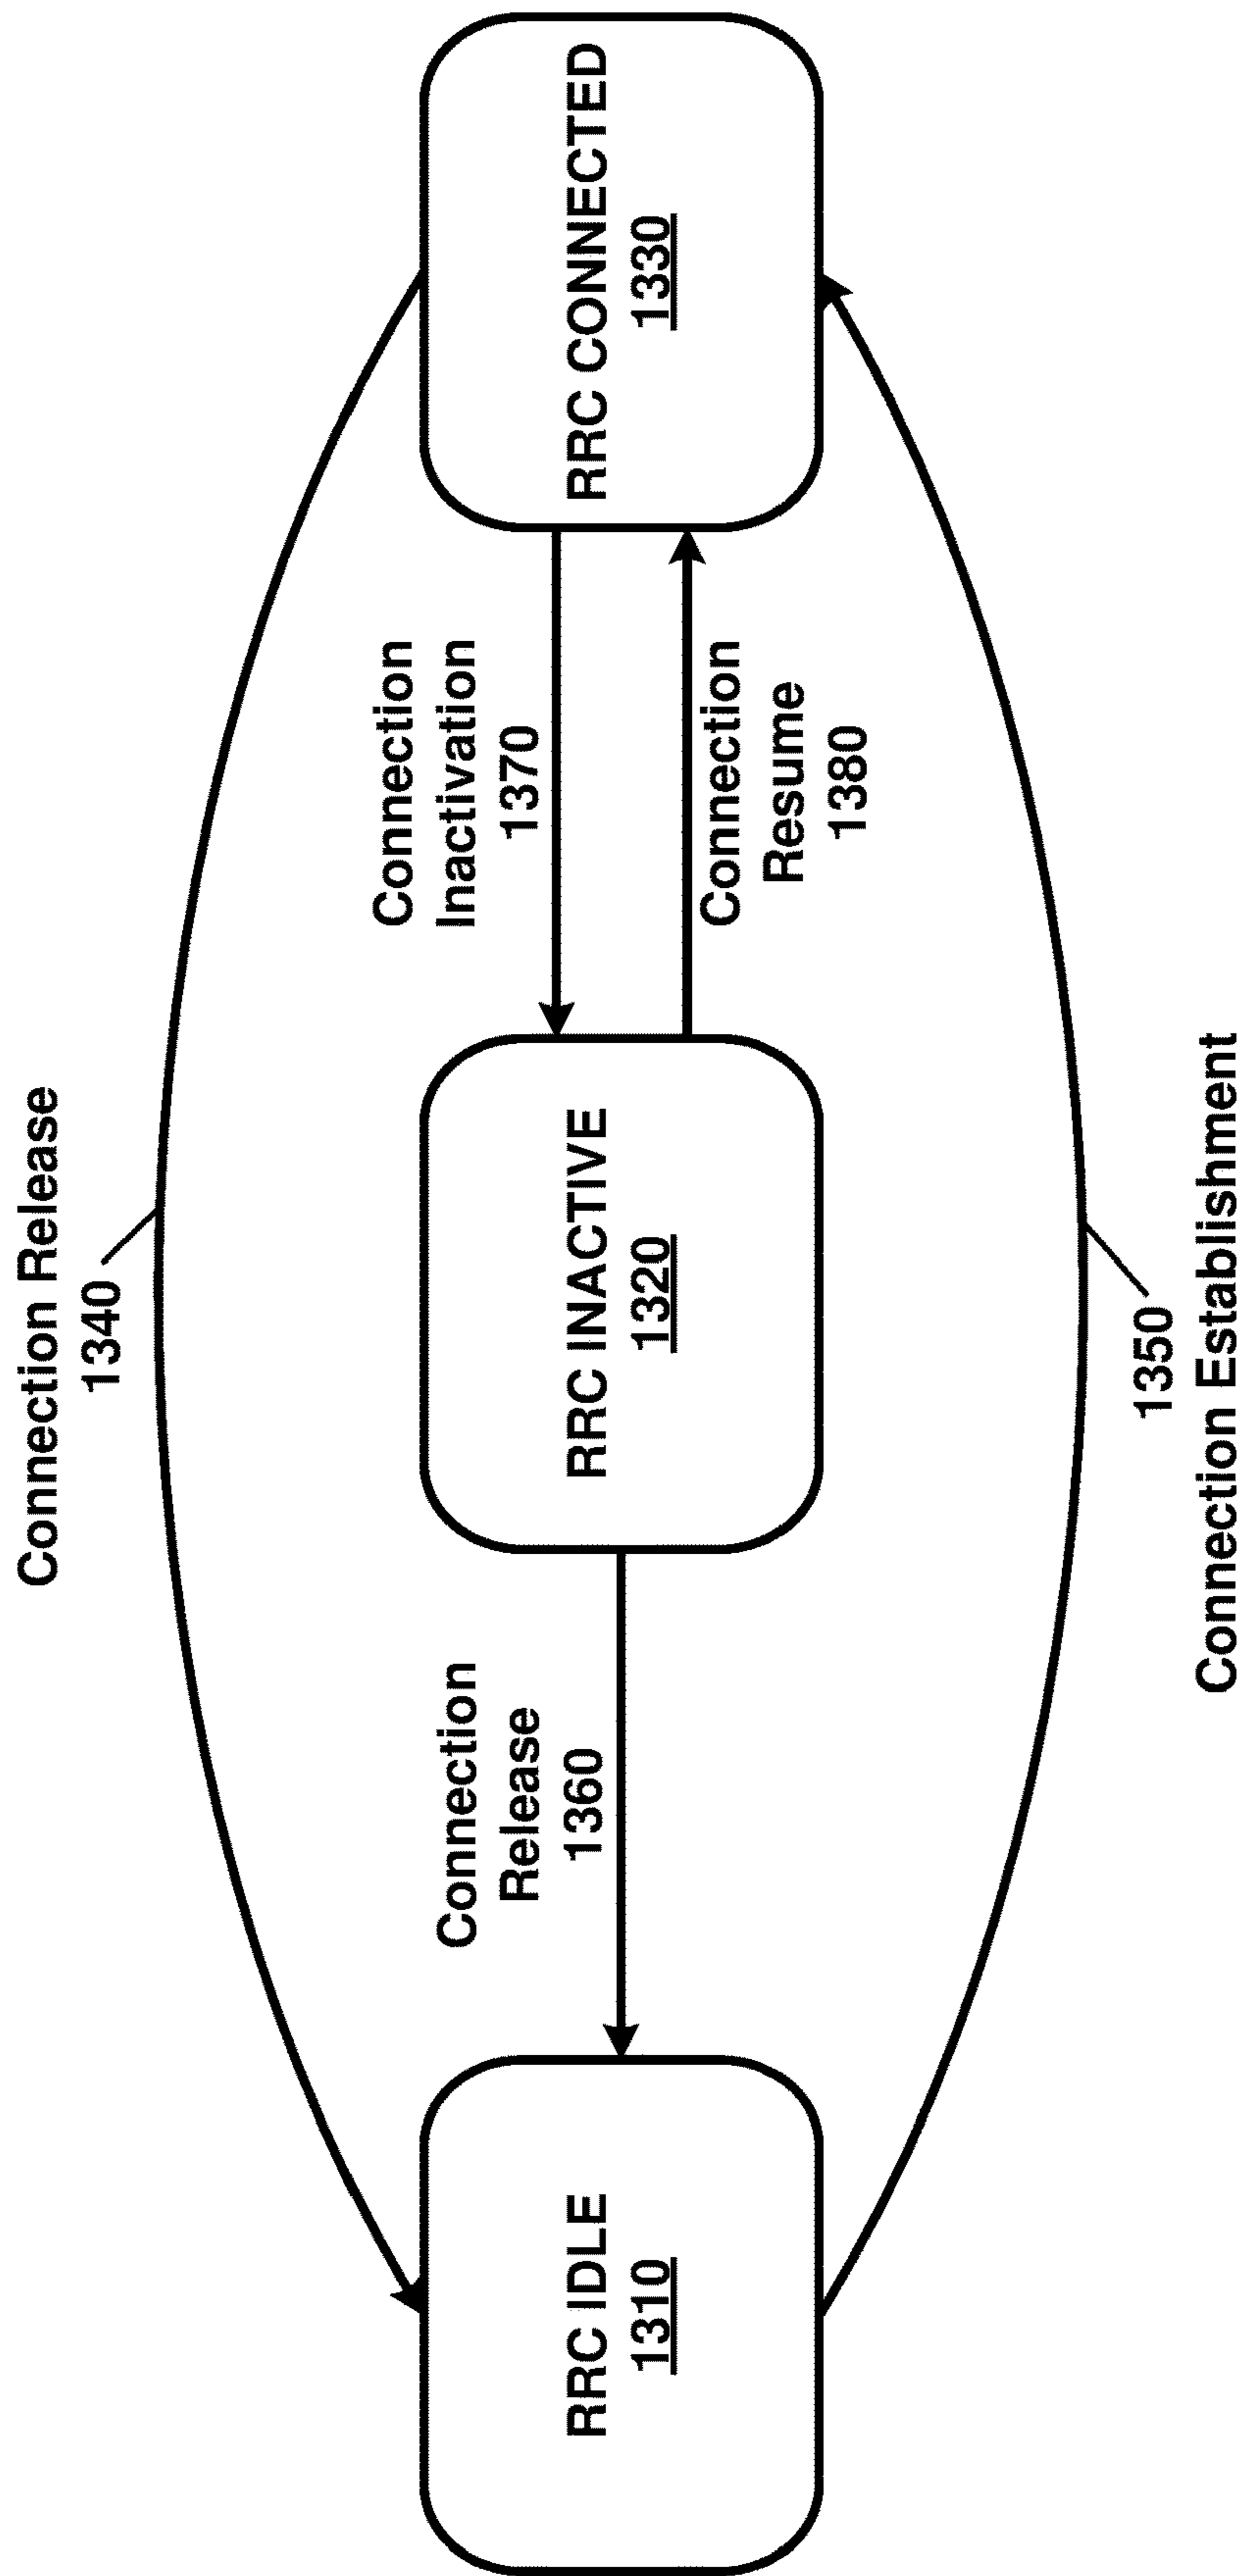 Connection Release
1340
RRC IDLE
1310
Connection
Release
1360
RRC INACTIVE
1320
Connection
Inactivation
1370
Connection
Resume
1380
RRC CONNECTED
1330
1350
Connection Establishment